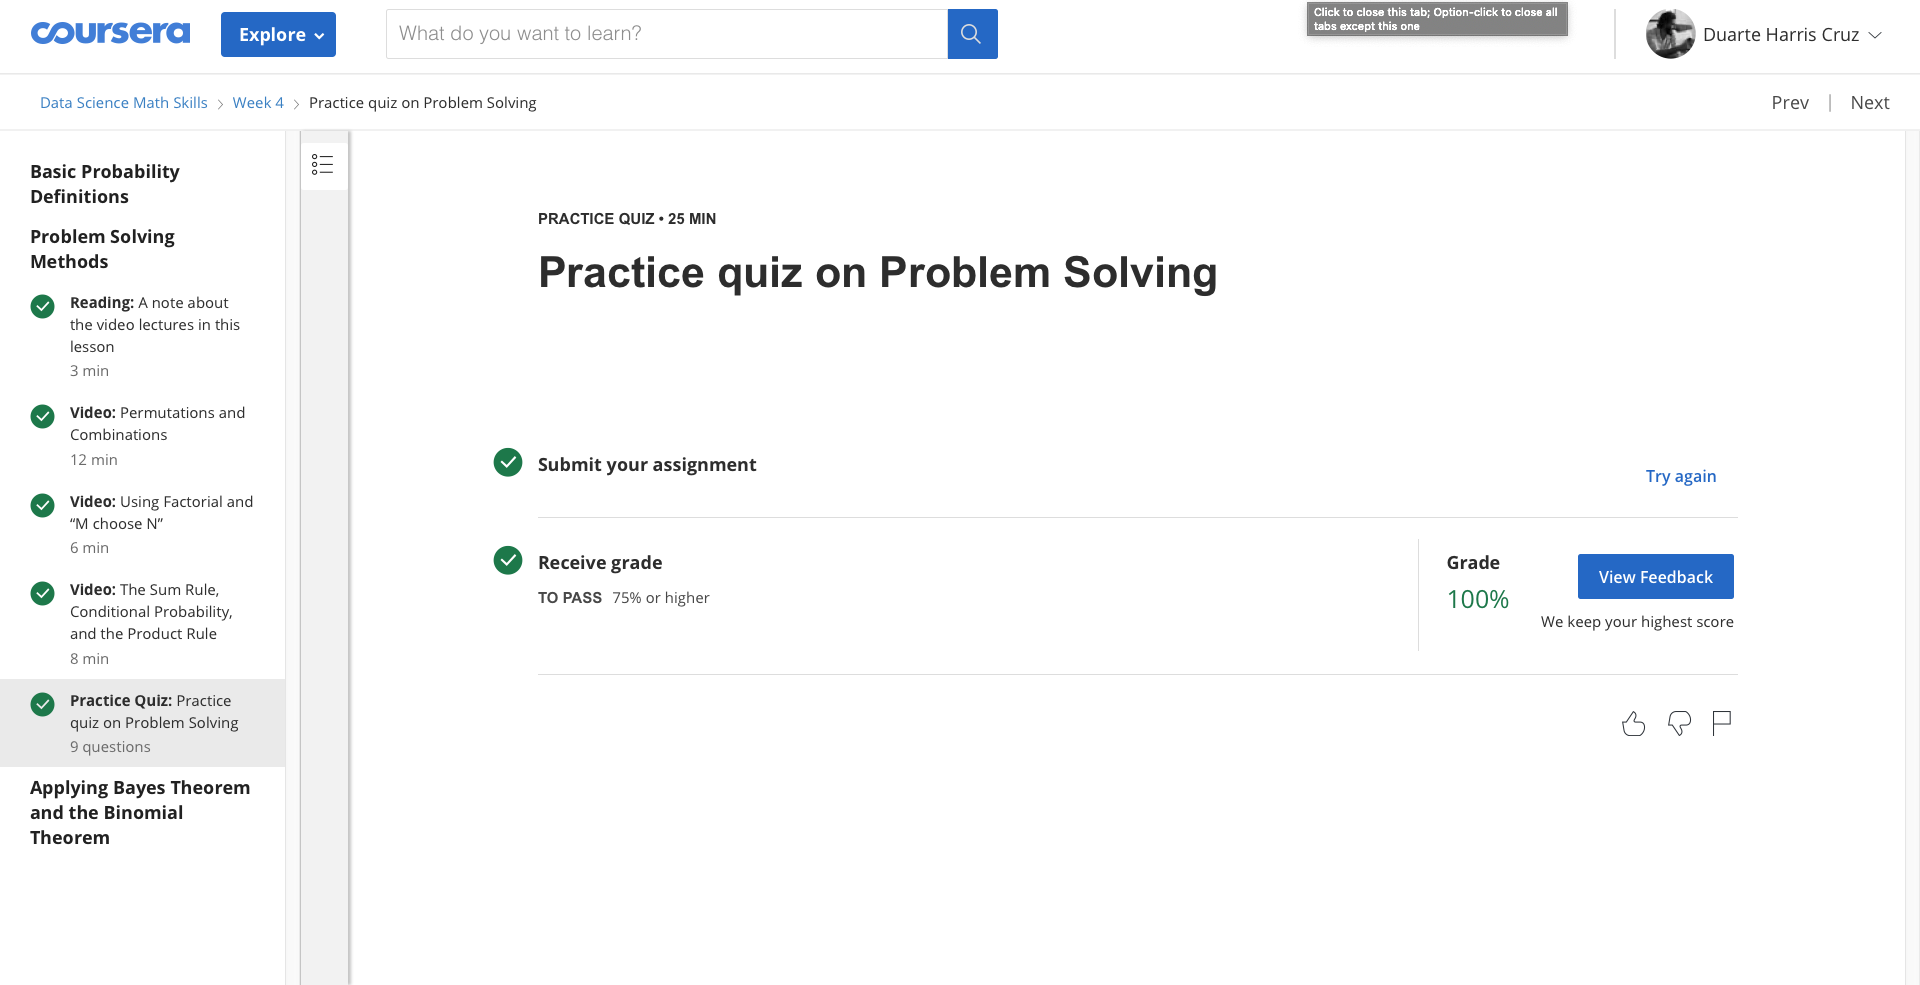 coursera
Explore
What do you want to learn?
Click to close this tab; Option-click to close all
tabs except this one
Duarte Harris Cruz
Data Science Math Skills
Week 4
Practice quiz on Problem Solving
Prev | Next
Basic Probability
Definitions
Problem Solving
Methods
Reading: A note about
the video lectures in this
lesson
3 min
Video: Permutations and
Combinations
12 min
Video: Using Factorial and
“M choose N”
6 min
Video: The Sum Rule,
Conditional Probability,
and the Product Rule
8 min
Practice Quiz: Practice
quiz on Problem Solving
9 questions
Applying Bayes Theorem
and the Binomial
Theorem
PRACTICE QUIZ • 25 MIN
Practice quiz on Problem Solving
Submit your assignment
Try again
Receive grade
TO PASS 75% or higher
Grade
100%
View Feedback
We keep your highest score